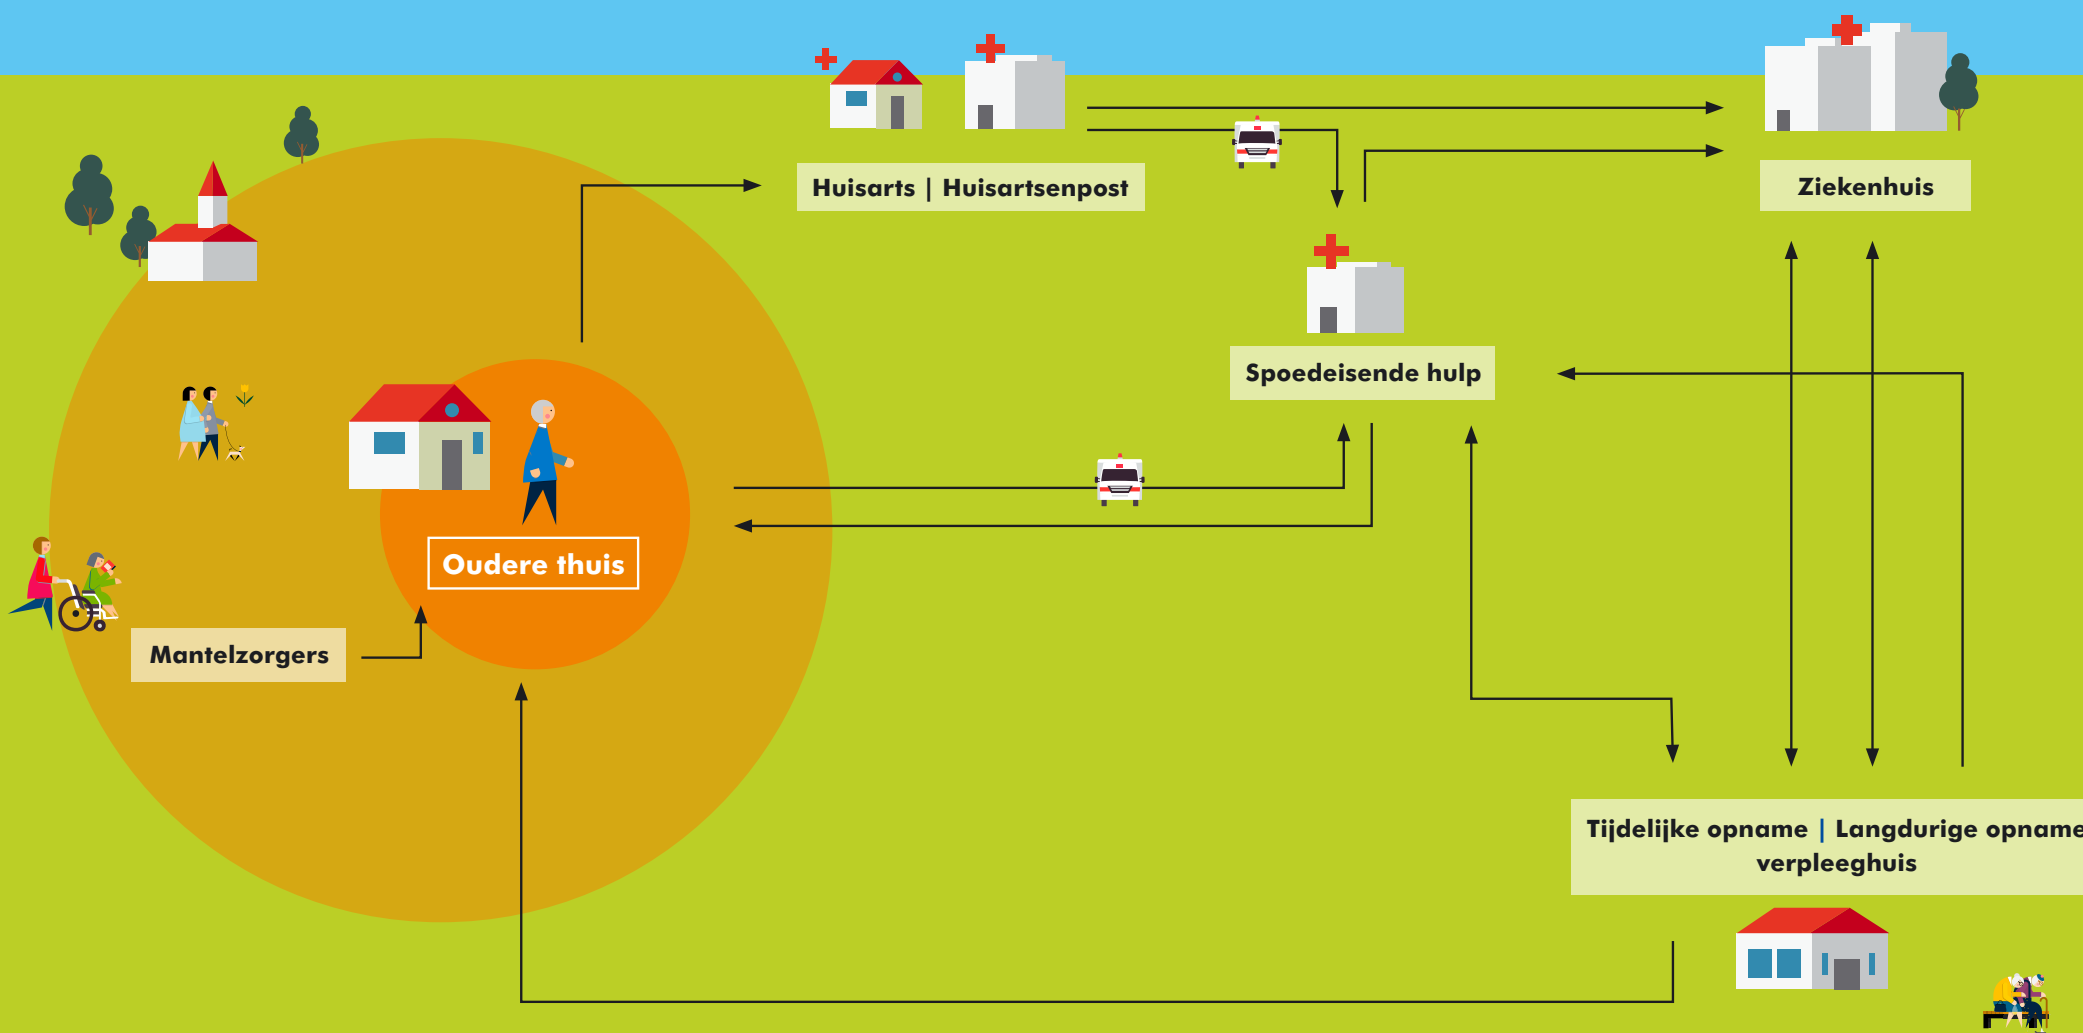 Huisarts | Huisartsenpost
Ziekenhuis
Spoedeisende hulp
Oudere thuis
Mantelzorgers
Tijdelijke opname | Langdurige opname
verpleeghuis